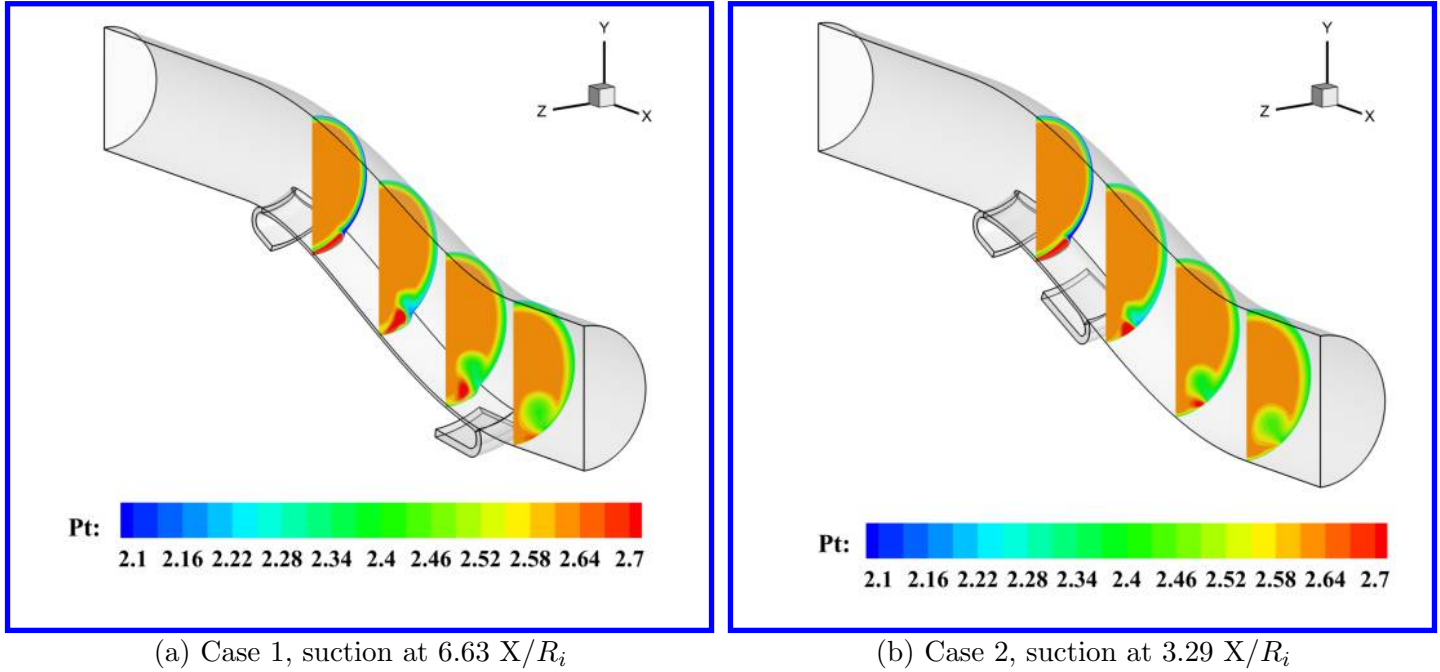 Y
Z
X
Pt:
2.1 2.16 2.22 2.28 2.34 2.4 2.46 2.52 2.58 2.64 2.7
(a) Case 1, suction at 6.63 X/R_i
Y
Z
X
Pt:
2.1 2.16 2.22 2.28 2.34 2.4 2.46 2.52 2.58 2.64 2.7
(b) Case 2, suction at 3.29 X/R_i